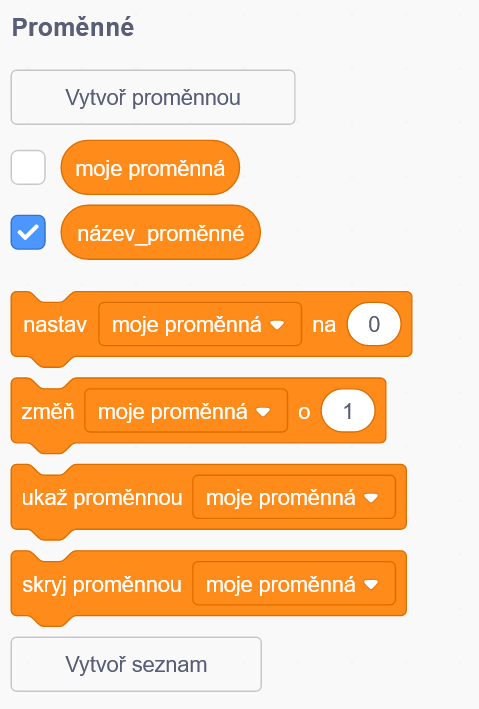 Proměnné
Vytvoř proměnnou
moje proměnná
název_proměnné
nastav moje proměnná na 0
změň moje proměnná o 1
ukaž proměnnou moje proměnná
skryj proměnnou moje proměnná
Vytvoř seznam